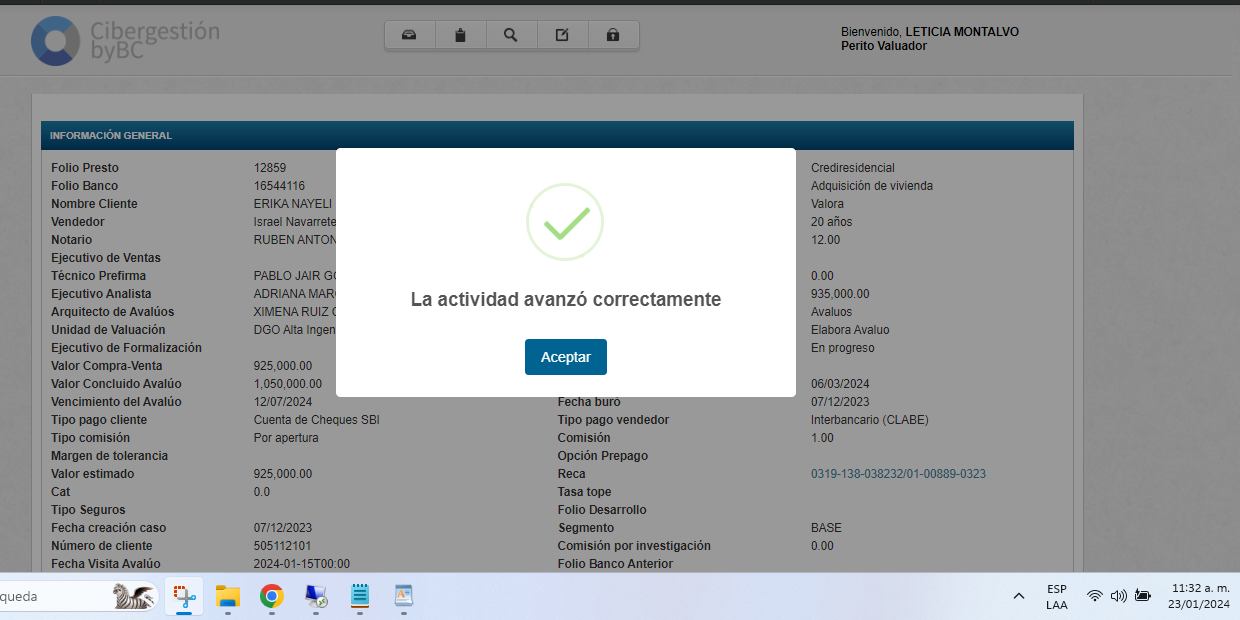 Cibergestión
byBC
Bienvenido, LETICIA MONTALVO
Perito Valuador
INFORMACIÓN GENERAL
Folio Presto 12859 Crediresidencial
Folio Banco 16544116 Adquisición de vivienda
Nombre Cliente ERIKA NAYELI Valora
Vendedor Israel Navarrete 20 años
Notario RUBEN ANTON 12.00
Ejecutivo de Ventas
Técnico Prefirma PABLO JAIR 0.00
Ejecutivo Analista ADRIANA 935,000.00
Arquitecto de Avalúos XIMENA RUIZ Avaluos
Unidad de Valuación DGO Alta Ingen Elabora Avaluo
Ejecutivo de Formalización En progreso
La actividad avanzó correctamente
Aceptar
Valor Compra-Venta 925,000.00
Valor Concluido Avalúo 1,050,000.00 06/03/2024
Vencimiento del Avalúo 12/07/2024 Fecha buró 07/12/2023
Tipo pago cliente Cuenta de Cheques SBI Tipo pago vendedor Interbancario (CLABE)
Tipo comisión Por apertura Comisión 1.00
Margen de tolerancia Opción Prepago
Valor estimado 925,000.00 Reca 0319-138-038232/01-00889-0323
Cat 0.0 Tasa tope
Tipo Seguros Folio Desarrollo
Fecha creación caso 07/12/2023 Segmento BASE
Número de cliente 505112101 Comisión por investigación 0.00
Fecha Visita Avalúo 2024-01-15T00:00 Folio Banco Anterior
queda
ESP
LAA
11:32 a. m.
23/01/2024